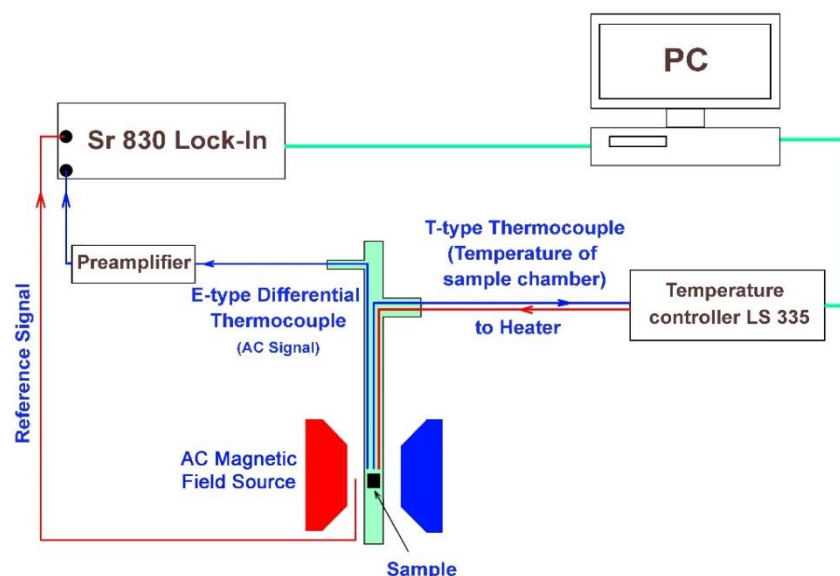 PC
Sr 830 Lock-In
T-type Thermocouple
(Temperature of
sample chamber)
Preamplifier
E-type Differential
Thermocouple
(AC Signal)
to Heater
Temperature
controller LS 335
Reference Signal
AC Magnetic
Field Source
Sample